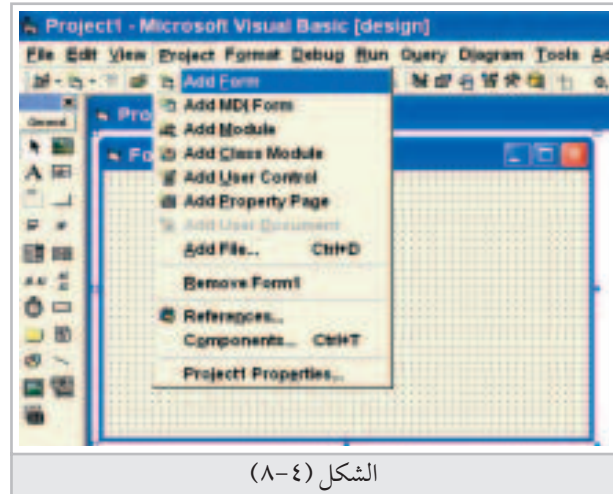 Project1 - Microsoft Visual Basic [design]
File Edit View Project Format Debug Run Query Diagram Tools
General
Add Form
Add MDI Form
Add Module
Add Class Module
Add User Control
Add Property Page
Add User Document
Add File... Ctrl+D
Remove Form1
References...
Components... Ctrl+T
Project1 Properties...
الشكل (٤-٨)